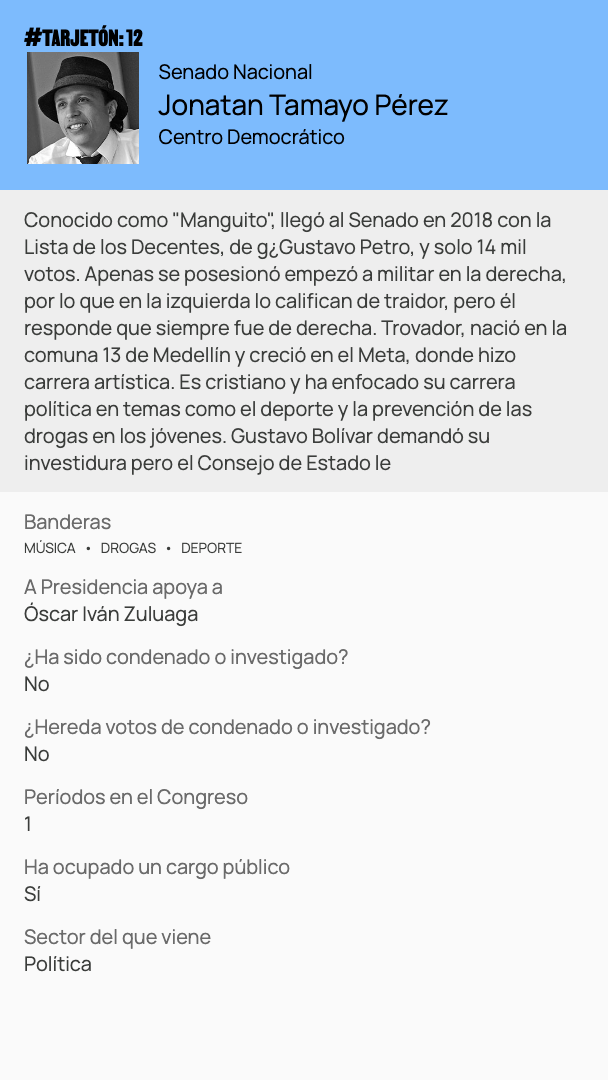 #TARJETÓN: 12
Senado Nacional
Jonatan Tamayo Pérez
Centro Democrático
Conocido como "Manguito", llegó al Senado en 2018 con la
Lista de los Decentes, de g¿Gustavo Petro, y solo 14 mil
votos. Apenas se posesionó empezó a militar en la derecha,
por lo que en la izquierda lo califican de traidor, pero él
responde que siempre fue de derecha. Trovador, nació en la
comuna 13 de Medellín y creció en el Meta, donde hizo
carrera artística. Es cristiano y ha enfocado su carrera
política en temas como el deporte y la prevención de las
drogas en los jóvenes. Gustavo Bolívar demandó su
investidura pero el Consejo de Estado le
Banderas
MÚSICA • DROGAS • DEPORTE
A Presidencia apoya a
Óscar Iván Zuluaga
¿Ha sido condenado o investigado?
No
¿Hereda votos de condenado o investigado?
No
Períodos en el Congreso
1
Ha ocupado un cargo público
Sí
Sector del que viene
Política